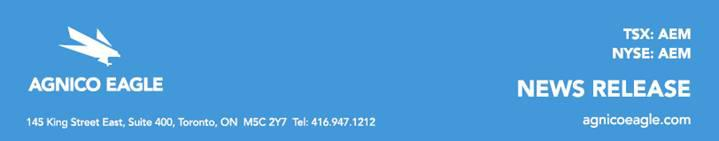 TSX: AEM
NYSE: AEM
AGNICO EAGLE
NEWS RELEASE
145 King Street East, Suite 400, Toronto, ON M5C 2Y7 Tel: 416.947.1212
agnicoeagle.com